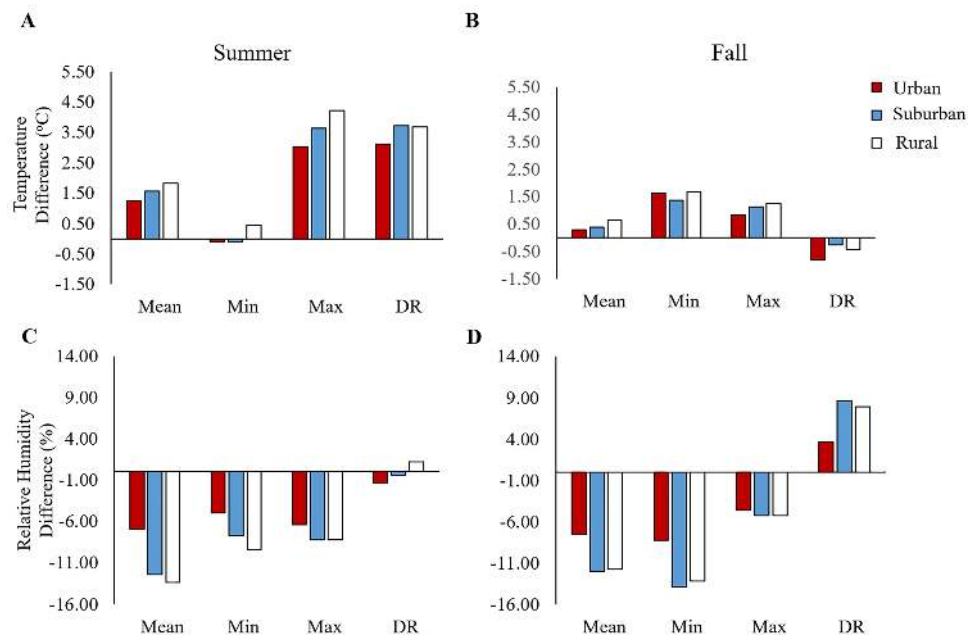 A
Summer
Temperature
Difference (°C)
5.50
4.50
3.50
2.50
1.50
0.50
-0.50
-1.50
Mean Min Max DR
B
Fall
5.50
4.50
3.50
2.50
1.50
0.50
-0.50
-1.50
Mean Min Max DR
Urban
Suburban
Rural
C
Relative Humidity
Difference (%)
14.00
9.00
4.00
-1.00
-6.00
-11.00
-16.00
Mean Min Max DR
D
14.00
9.00
4.00
-1.00
-6.00
-11.00
-16.00
Mean Min Max DR